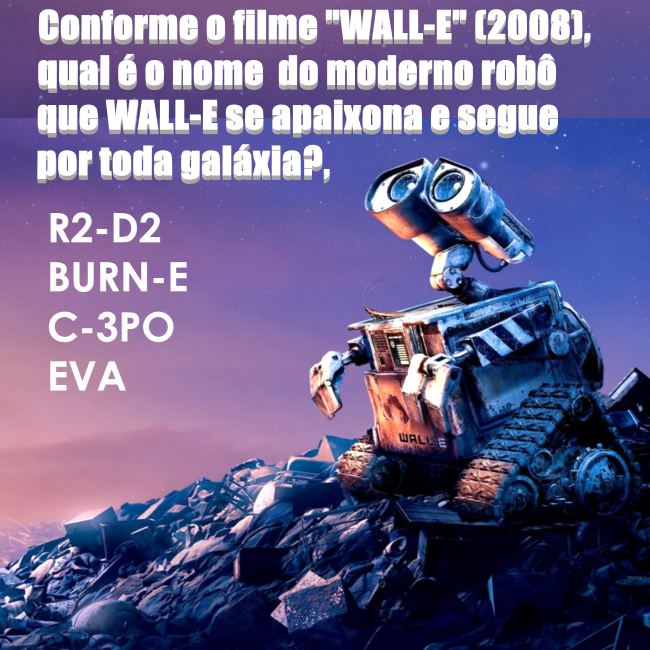 Conforme o filme "WALL-E" (2008),
qual é o nome do moderno robô
que WALL-E se apaixona e segue
por toda galáxia?,
R2-D2
BURN-E
C-3PO
EVA
WALL-E